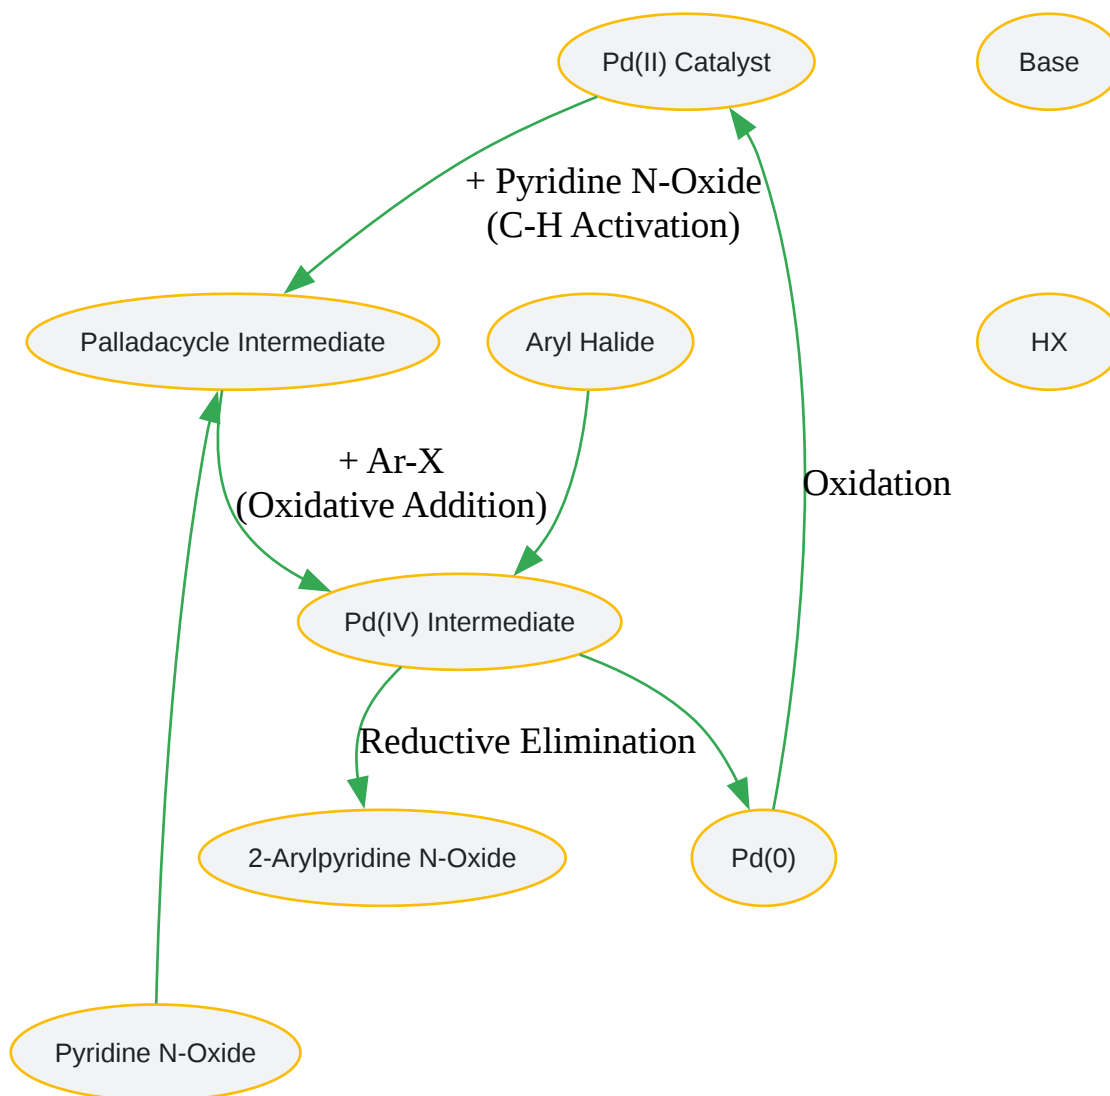 Pd(II) Catalyst
Base
+ Pyridine N-Oxide
(C-H Activation)
Palladacycle Intermediate
Aryl Halide
HX
+ Ar-X
(Oxidative Addition)
Oxidation
Pd(IV) Intermediate
Reductive Elimination
2-Arylpyridine N-Oxide
Pd(0)
Pyridine N-Oxide